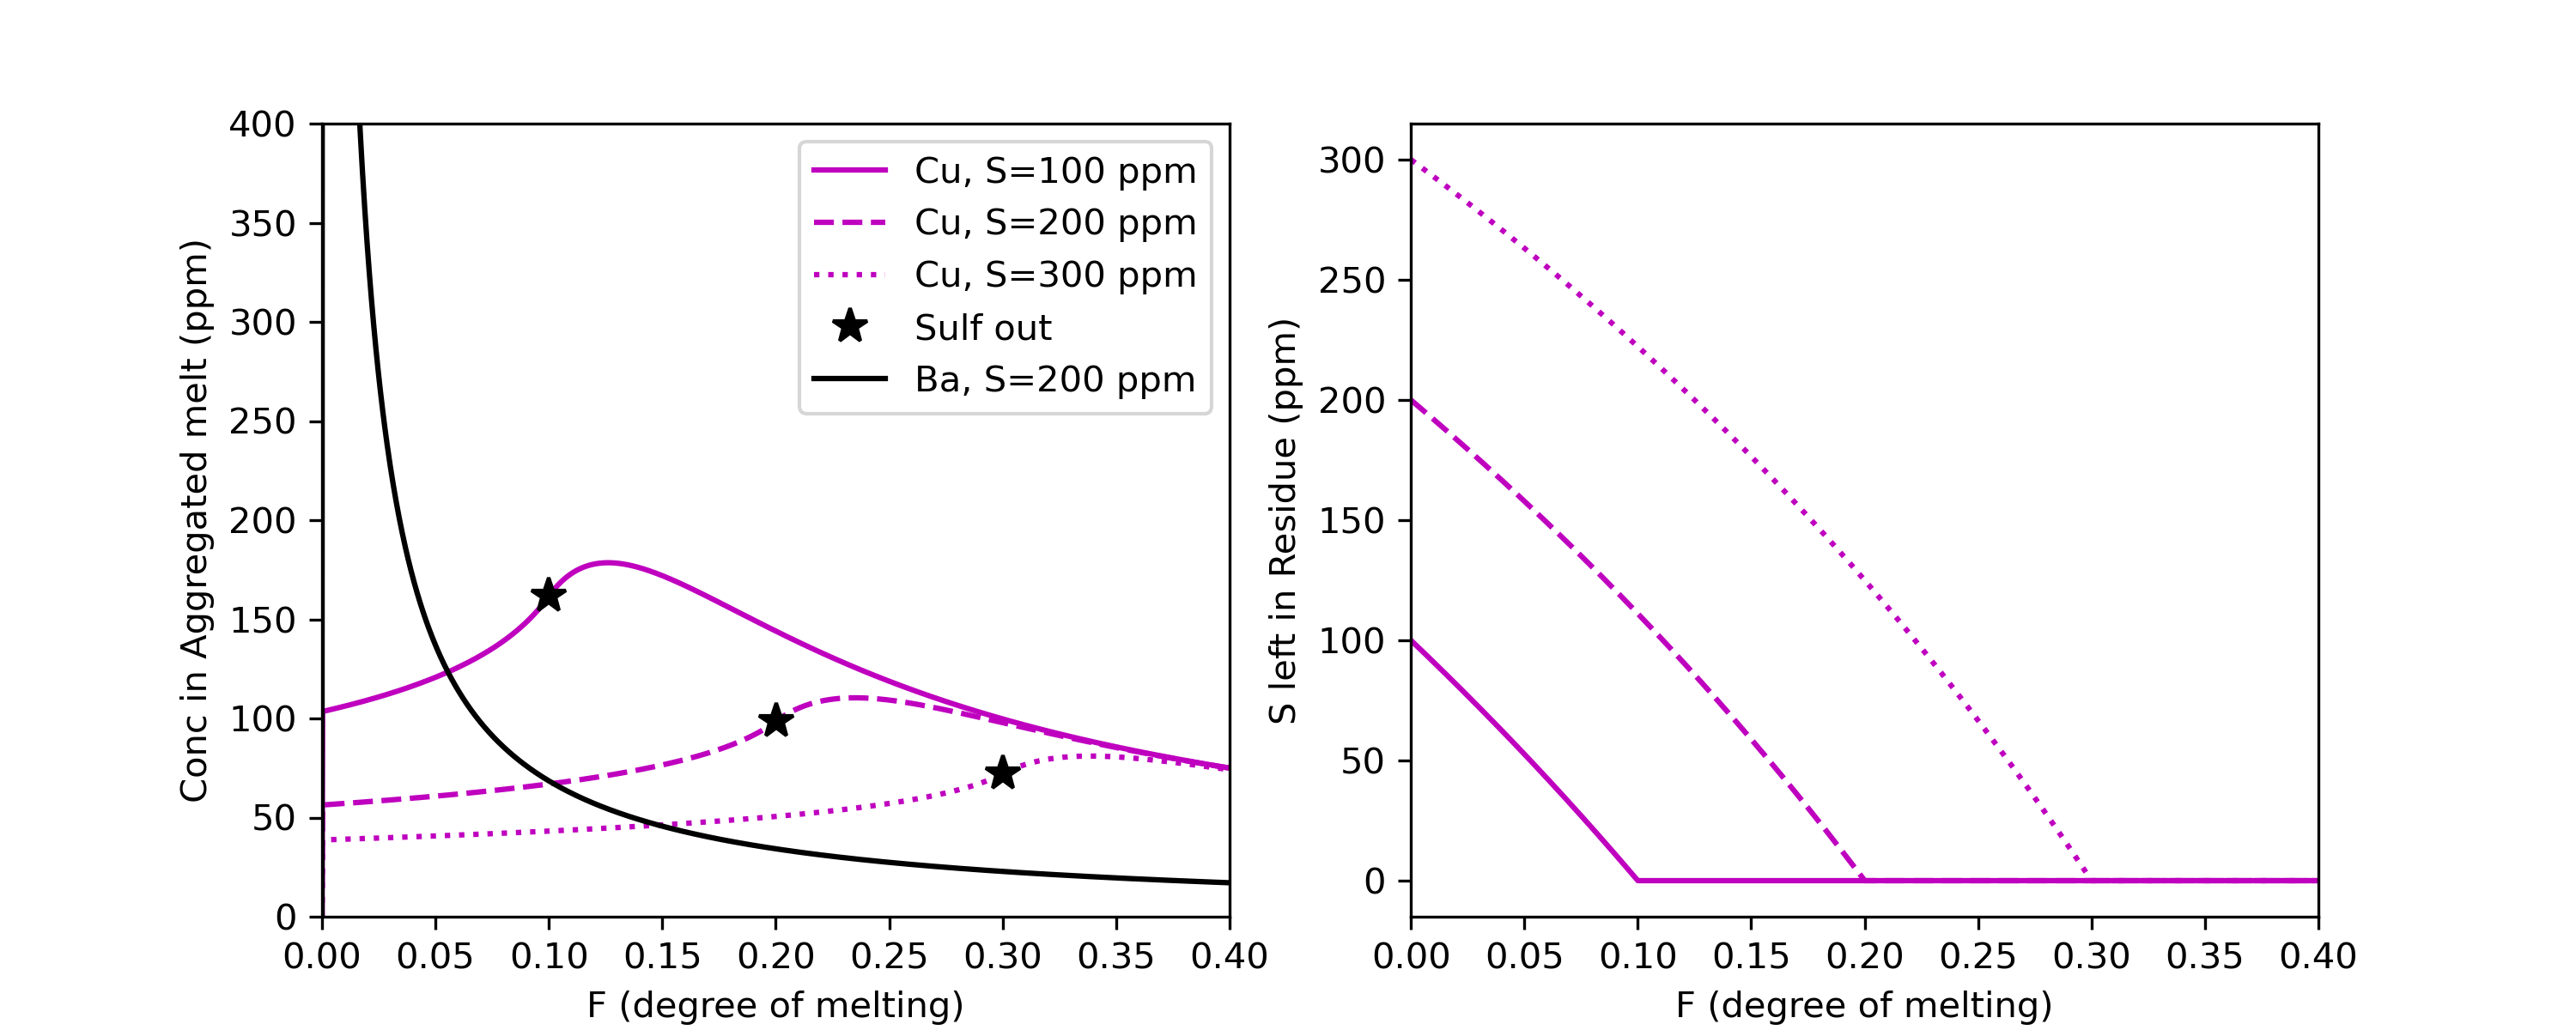 400
350
300
250
200
150
100
50
0
Conc in Aggregated melt (ppm)
Cu, S=100 ppm
Cu, S=200 ppm
Cu, S=300 ppm
Sulf out
Ba, S=200 ppm
0.00 0.05 0.10 0.15 0.20 0.25 0.30 0.35 0.40
F (degree of melting)
300
250
200
150
100
50
0
S left in Residue (ppm)
0.00 0.05 0.10 0.15 0.20 0.25 0.30 0.35 0.40
F (degree of melting)